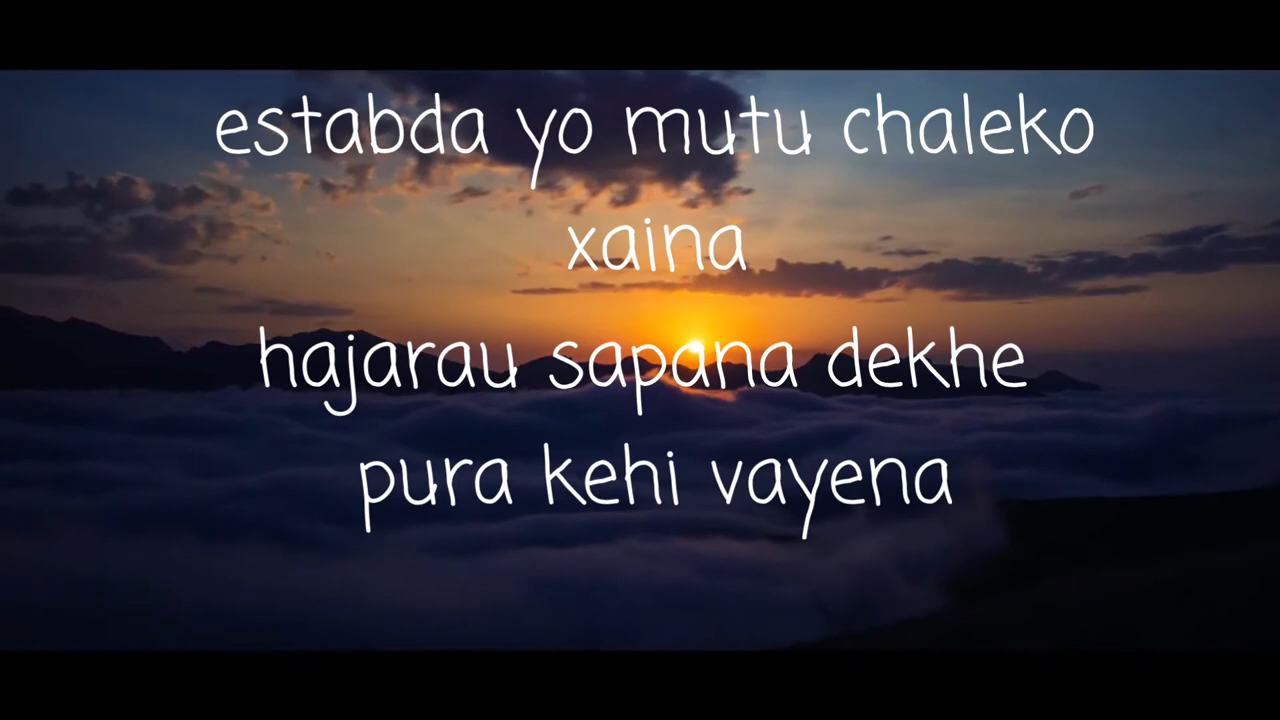 estabda yo mutu chaleko
xaina
hajarau sapana dekhe
pura kehi vayena